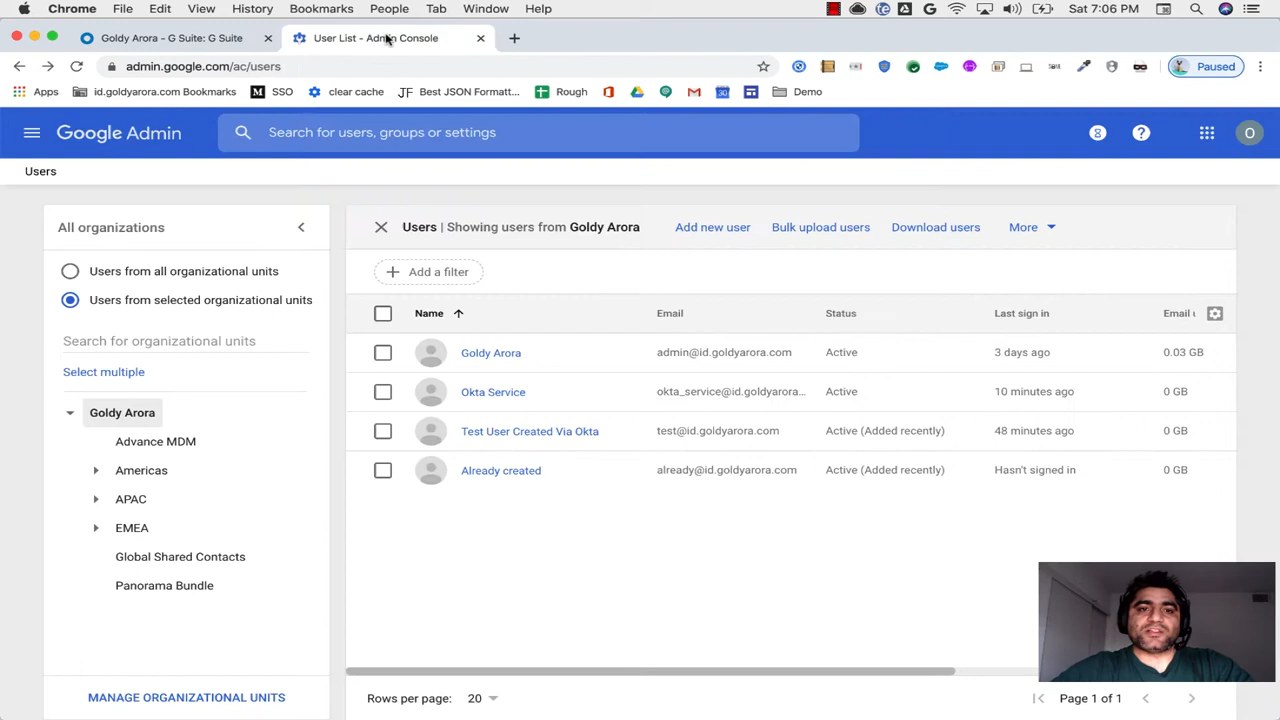 Chrome File Edit View History Bookmarks People Tab Window Help Sat 7:06 PM
Goldy Arora - G Suite: G Suite User List - Admin Console
admin.google.com/ac/users Paused
Apps id.goldyarora.com Bookmarks SSO clear cache JF Best JSON Formatt... Rough Demo
Google Admin Search for users, groups or settings O
Users
All organizations
Users from all organizational units
Users from selected organizational units
Search for organizational units
Select multiple
Goldy Arora
Advance MDM
Americas
APAC
EMEA
Global Shared Contacts
Panorama Bundle
MANAGE ORGANIZATIONAL UNITS
Users | Showing users from Goldy Arora Add new user Bulk upload users Download users More
Add a filter
Name Email Status Last sign in Email
Goldy Arora admin@id.goldyarora.com Active 3 days ago 0.03 GB
Okta Service okta_service@id.goldyarora... Active 10 minutes ago 0 GB
Test User Created Via Okta test@id.goldyarora.com Active (Added recently) 48 minutes ago 0 GB
Already created already@id.goldyarora.com Active (Added recently) Hasn't signed in 0 GB
Rows per page: 20 Page 1 of 1